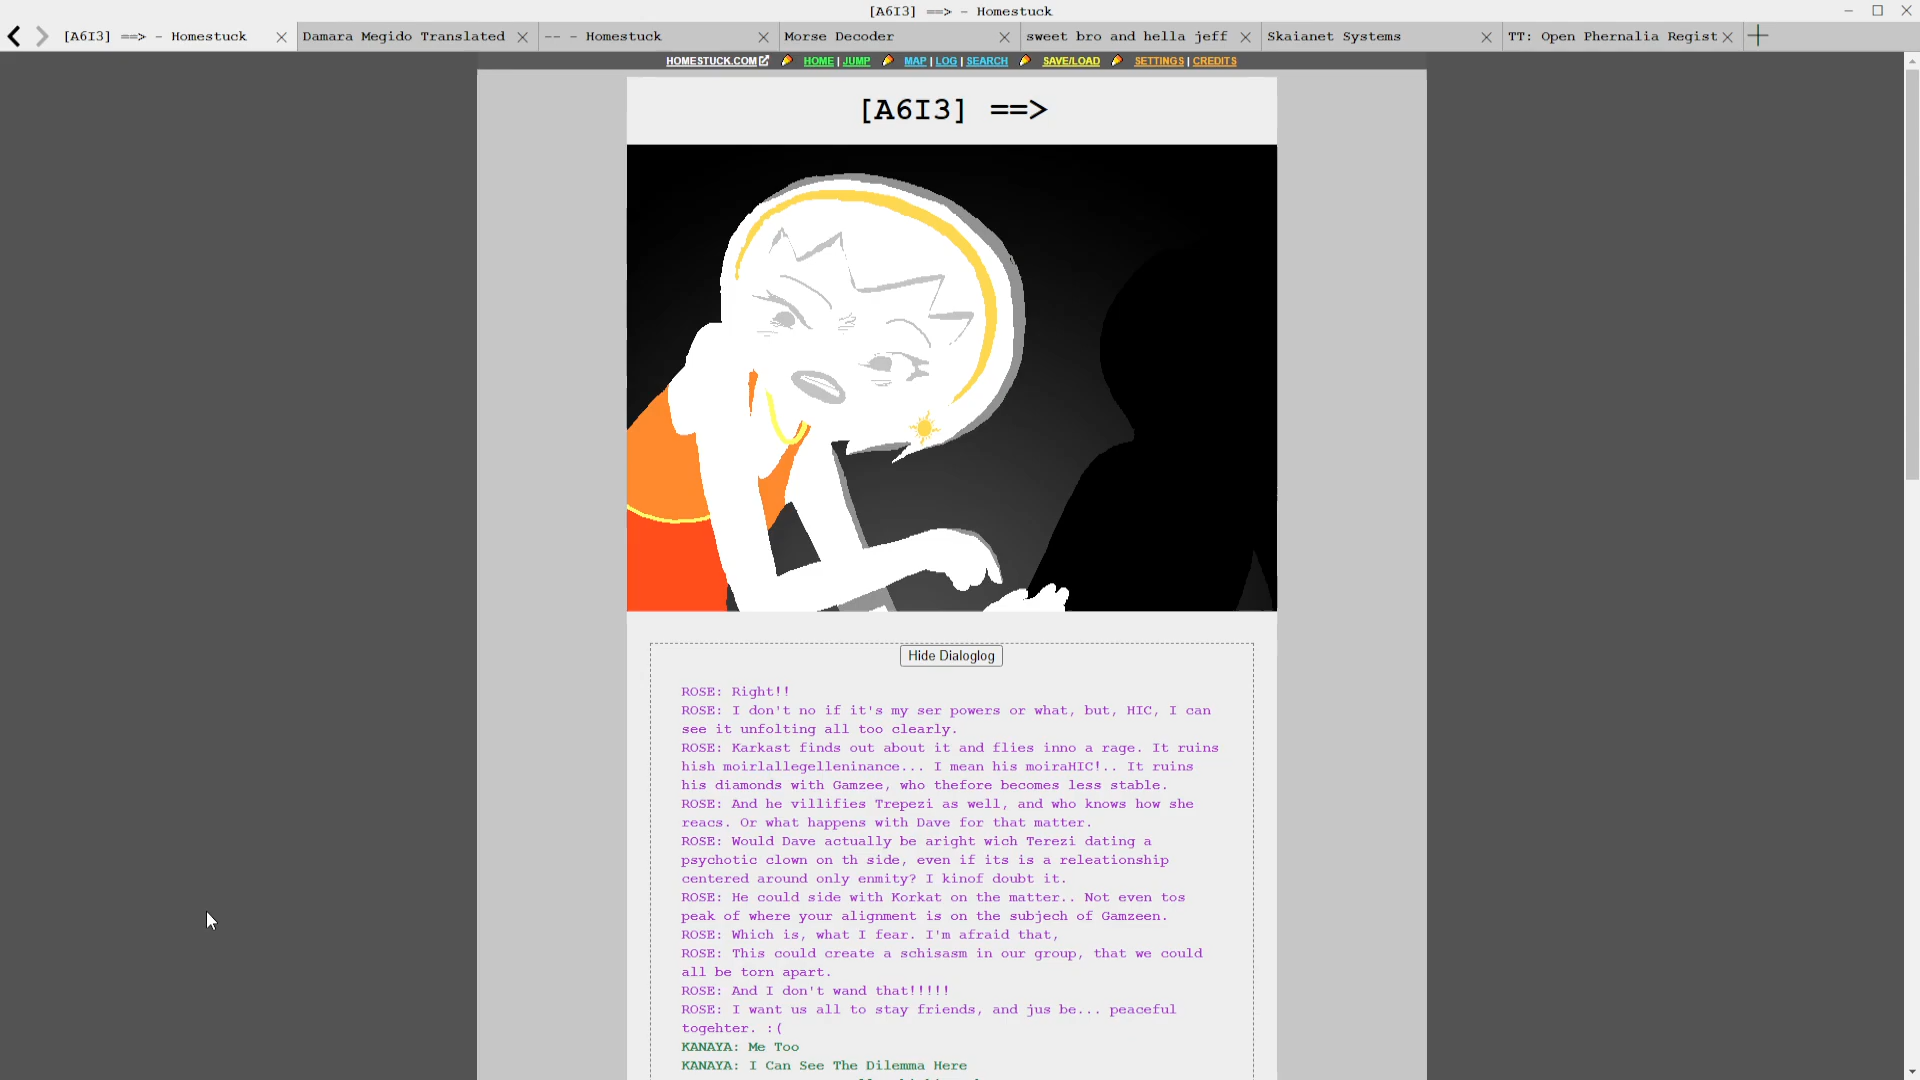 [A6I3] ==> - Homestuck
[A6I3] ==> - Homestuck
Damara Megido Translated
-- - Homestuck
Morse Decoder
sweet bro and hella jeff
Skaianet Systems
TT: Open Phernalia Regist
HOMESTUCK.COM HOME | JUMP MAP | LOG | SEARCH SAVE/LOAD SETTINGS | CREDITS
[A6I3] ==>
Hide Dialoglog
ROSE: Right!!
ROSE: I don't no if it's my ser powers or what, but, HIC, I can
see it unfolting all too clearly.
ROSE: Karkast finds out about it and flies inno a rage. It ruins
hish moirlallegelleninance... I mean his moiraHIC!.. It ruins
his diamonds with Gamzee, who thefore becomes less stable.
ROSE: And he villifies Trepezi as well, and who knows how she
reacs. Or what happens with Dave for that matter.
ROSE: Would Dave actually be aright wich Terezi dating a
psychotic clown on th side, even if its is a releationship
centered around only enmity? I kinof doubt it.
ROSE: He could side with Korkat on the matter.. Not even tos
peak of where your alignment is on the subjech of Gamzeen.
ROSE: Which is, what I fear. I'm afraid that,
ROSE: This could create a schisasm in our group, that we could
all be torn apart.
ROSE: And I don't wand that!!!!!
ROSE: I want us all to stay friends, and jus be... peaceful
togehter. :(
KANAYA: Me Too
KANAYA: I Can See The Dilemma Here